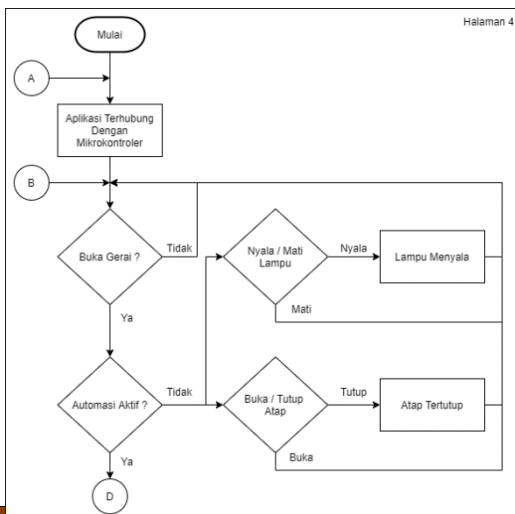 Halaman 4
Mulai
A
Aplikasi Terhubung
Dengan
Mikrokontroler
B
Buka Gerai ?
Tidak
Nyala / Mati
Lampu
Nyala
Lampu Menyala
Mati
Ya
Automasi Aktif ?
Tidak
Buka / Tutup
Atap
Tutup
Atap Tertutup
Buka
Ya
D